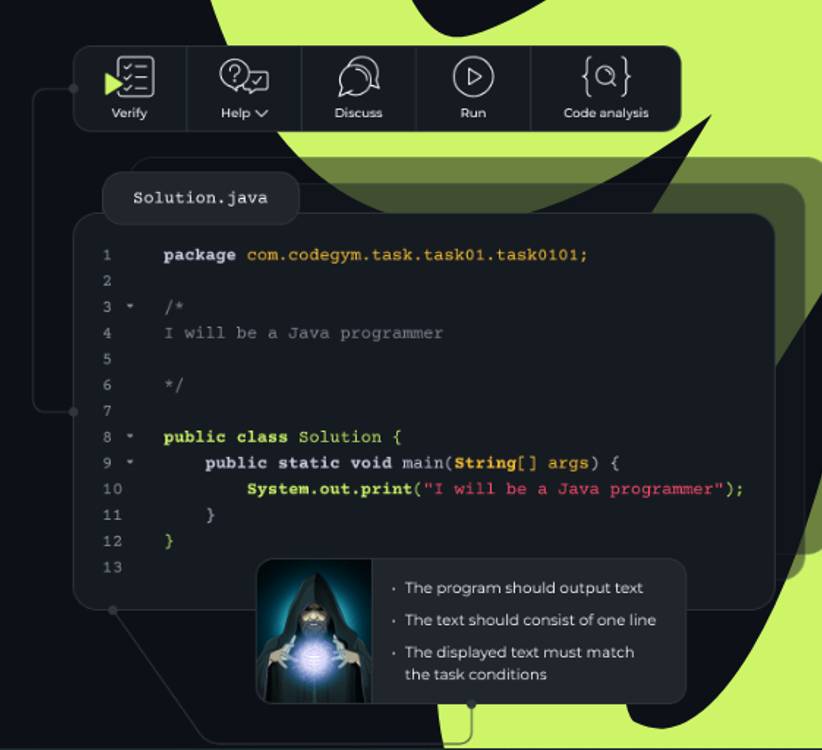 Verify
Help
Discuss
Run
Code analysis
Solution.java
1 package com.codegym.task.task01.task0101;
2
3 /*
4 I will be a Java programmer
5
6 */
7
8 public class Solution {
9 public static void main(String[] args) {
10 System.out.print("I will be a Java programmer");
11 }
12 }
13
· The program should output text
· The text should consist of one line
· The displayed text must match
the task conditions